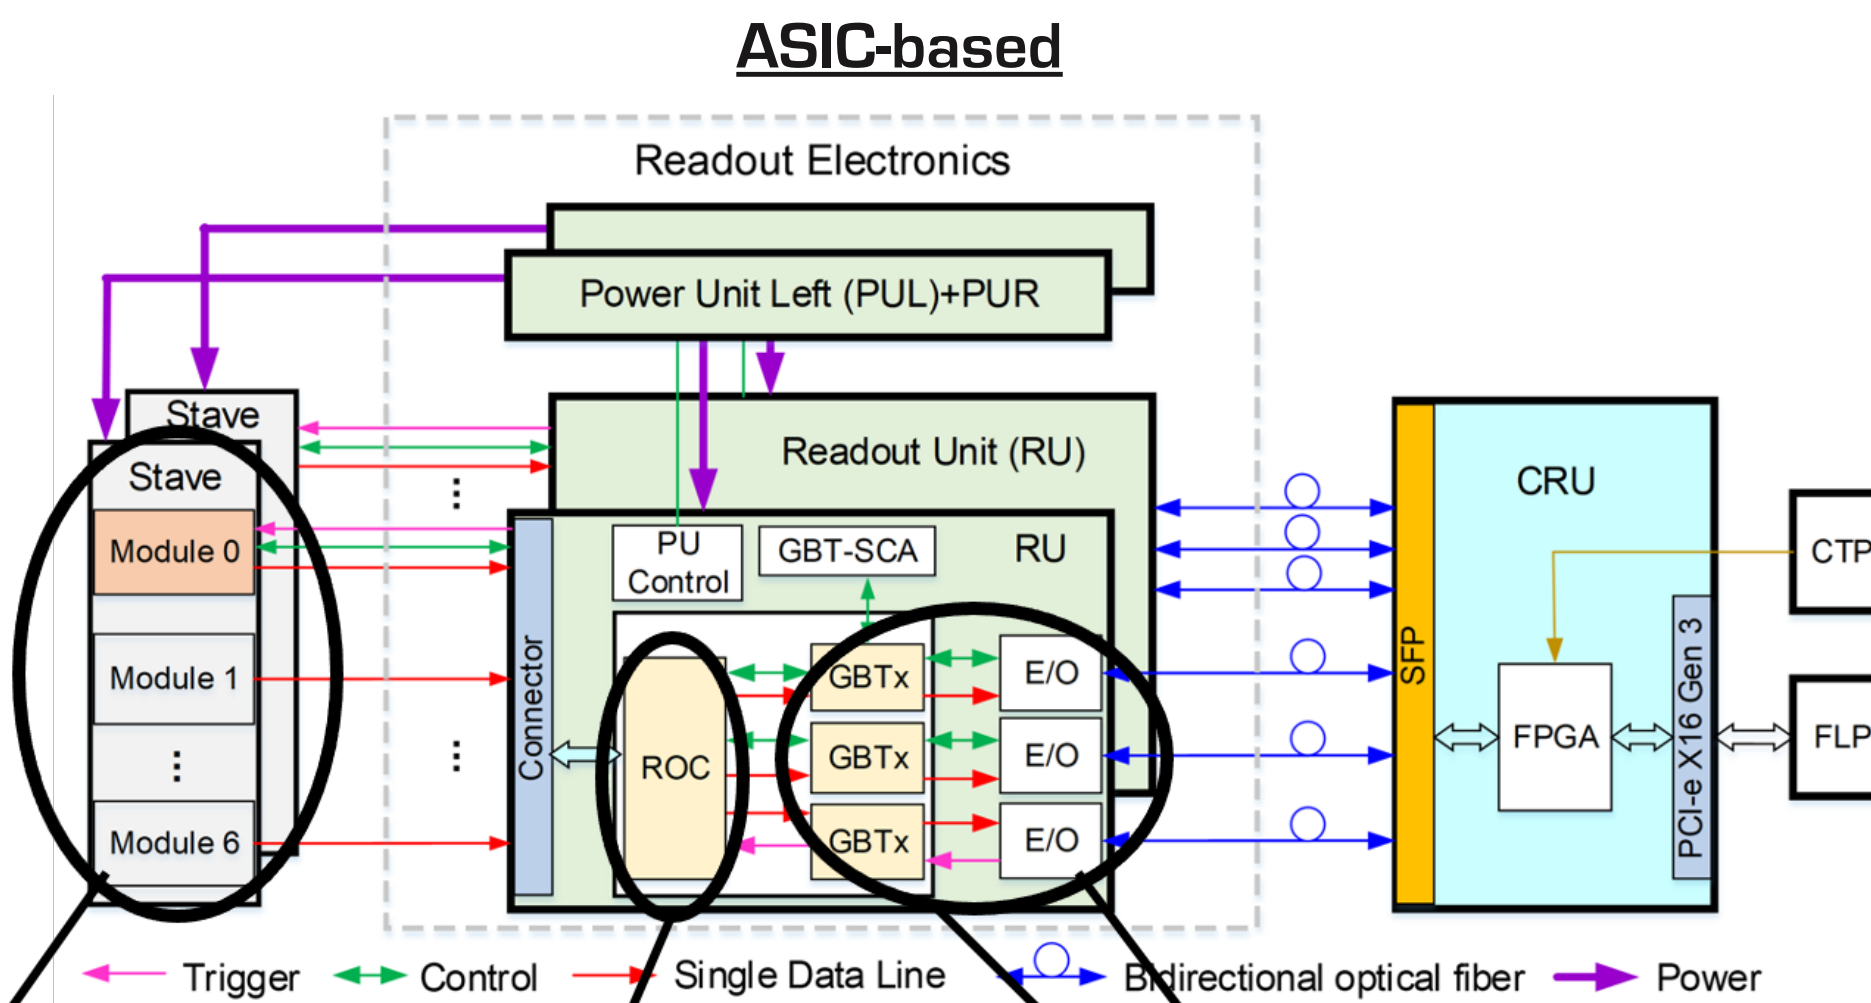 ASIC-based
Readout Electronics
Power Unit Left (PUL)+PUR
Stave
Stave
Module 0
Module 1
⋮
Module 6
⋮
⋮
Readout Unit (RU)
Connector
PU
Control
GBT-SCA
RU
ROC
GBTx
E/O
GBTx
E/O
GBTx
E/O
SFP
CRU
FPGA
PCI-e X16 Gen 3
CTP
FLP
Trigger
Control
Single Data Line
Bidirectional optical fiber
Power